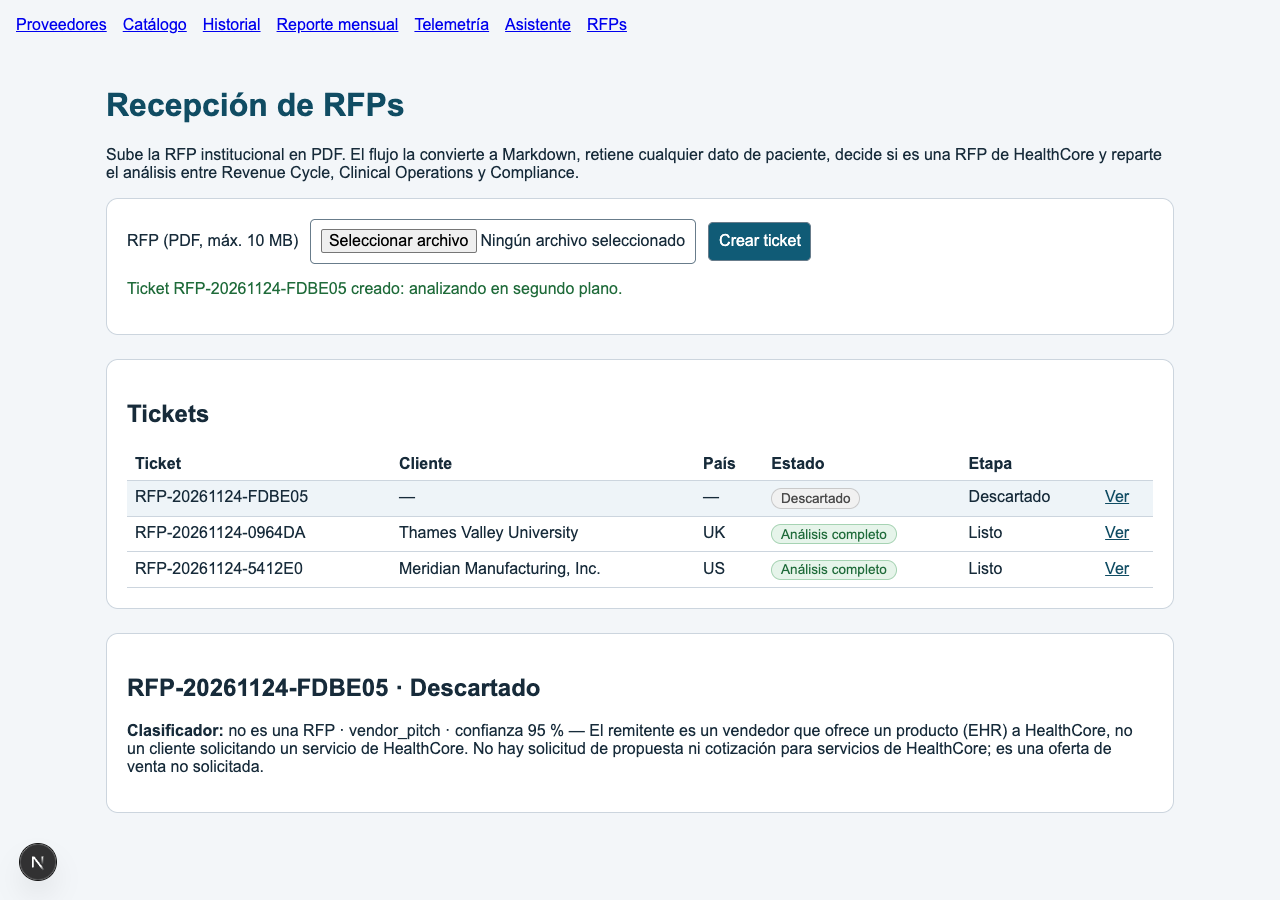 Proveedores Catálogo Historial Reporte mensual Telemetría Asistente RFPs
Recepción de RFPs
Sube la RFP institucional en PDF. El flujo la convierte a Markdown, retiene cualquier dato de paciente, decide si es una RFP de HealthCore y reparte
el análisis entre Revenue Cycle, Clinical Operations y Compliance.
RFP (PDF, máx. 10 MB) Seleccionar archivo Ningún archivo seleccionado Crear ticket
Ticket RFP-20261124-FDBE05 creado: analizando en segundo plano.
Tickets
Ticket Cliente País Estado Etapa
RFP-20261124-FDBE05 — — Descartado Descartado Ver
RFP-20261124-0964DA Thames Valley University UK Análisis completo Listo Ver
RFP-20261124-5412E0 Meridian Manufacturing, Inc. US Análisis completo Listo Ver
RFP-20261124-FDBE05 · Descartado
Clasificador: no es una RFP · vendor_pitch · confianza 95 % — El remitente es un vendedor que ofrece un producto (EHR) a HealthCore, no
un cliente solicitando un servicio de HealthCore. No hay solicitud de propuesta ni cotización para servicios de HealthCore; es una oferta de
venta no solicitada.
N